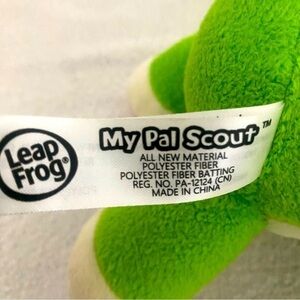 Leap
Frog®
My Pal Scout™
ALL NEW MATERIAL
POLYESTER FIBER
POLYESTER FIBER BATTING
REG. NO. PA-12124 (CN)
MADE IN CHINA